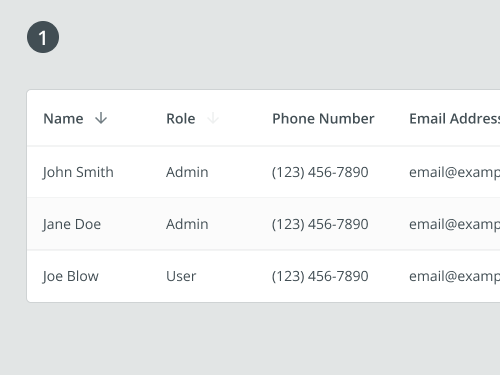 1
Name Role Phone Number Email Address
John Smith Admin (123) 456-7890 email@examp
Jane Doe Admin (123) 456-7890 email@examp
Joe Blow User (123) 456-7890 email@examp